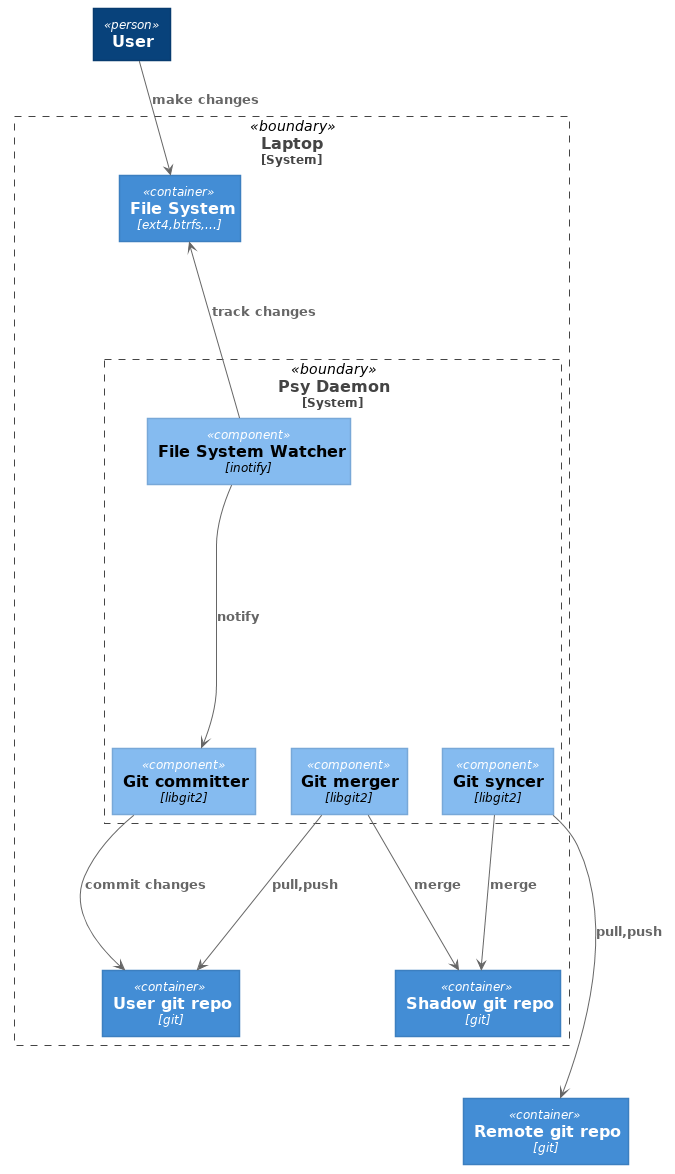 «person»
User
make changes
«boundary»
Laptop
[System]
«container»
File System
[ext4,btrfs,...]
track changes
«boundary»
Psy Daemon
[System]
«component»
File System Watcher
[inotify]
notify
«component»
Git committer
[libgit2]
«component»
Git merger
[libgit2]
«component»
Git syncer
[libgit2]
commit changes
pull,push
merge
merge
pull,push
«container»
User git repo
[git]
«container»
Shadow git repo
[git]
«container»
Remote git repo
[git]